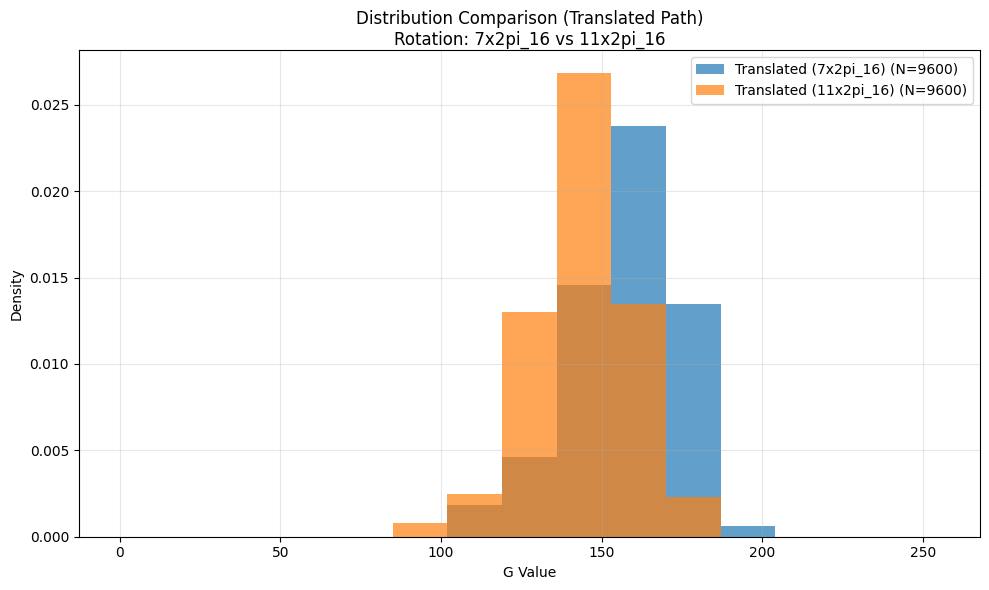 Distribution Comparison (Translated Path)
Rotation: 7x2pi_16 vs 11x2pi_16
Translated (7x2pi_16) (N=9600)
Translated (11x2pi_16) (N=9600)
Density
0.025
0.020
0.015
0.010
0.005
0.000
0 50 100 150 200 250
G Value